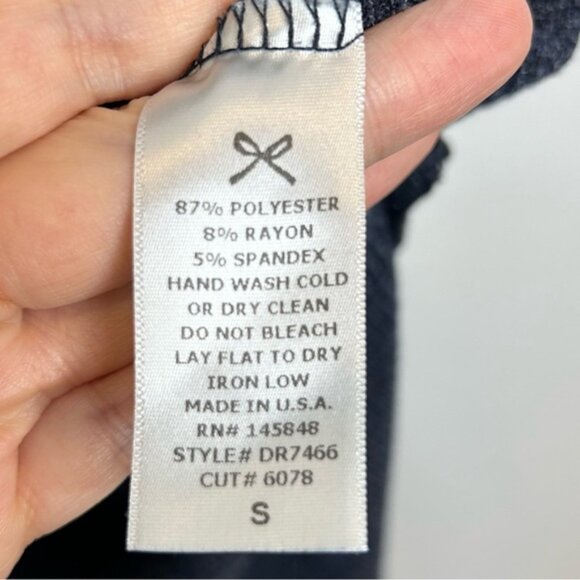 87% POLYESTER
8% RAYON
5% SPANDEX
HAND WASH COLD
OR DRY CLEAN
DO NOT BLEACH
LAY FLAT TO DRY
IRON LOW
MADE IN U.S.A.
RN# 145848
STYLE# DR7466
CUT# 6078
S